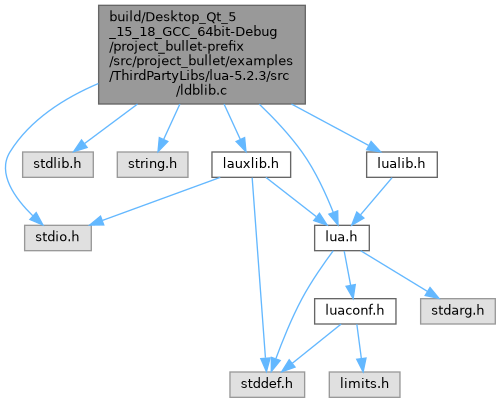 build/Desktop_Qt_5
_15_18_GCC_64bit-Debug
/project_bullet-prefix
/src/project_bullet/examples
/ThirdPartyLibs/lua-5.2.3/src
/ldblib.c
stdlib.h
string.h
lauxlib.h
lualib.h
stdio.h
lua.h
luaconf.h
stdarg.h
stddef.h
limits.h